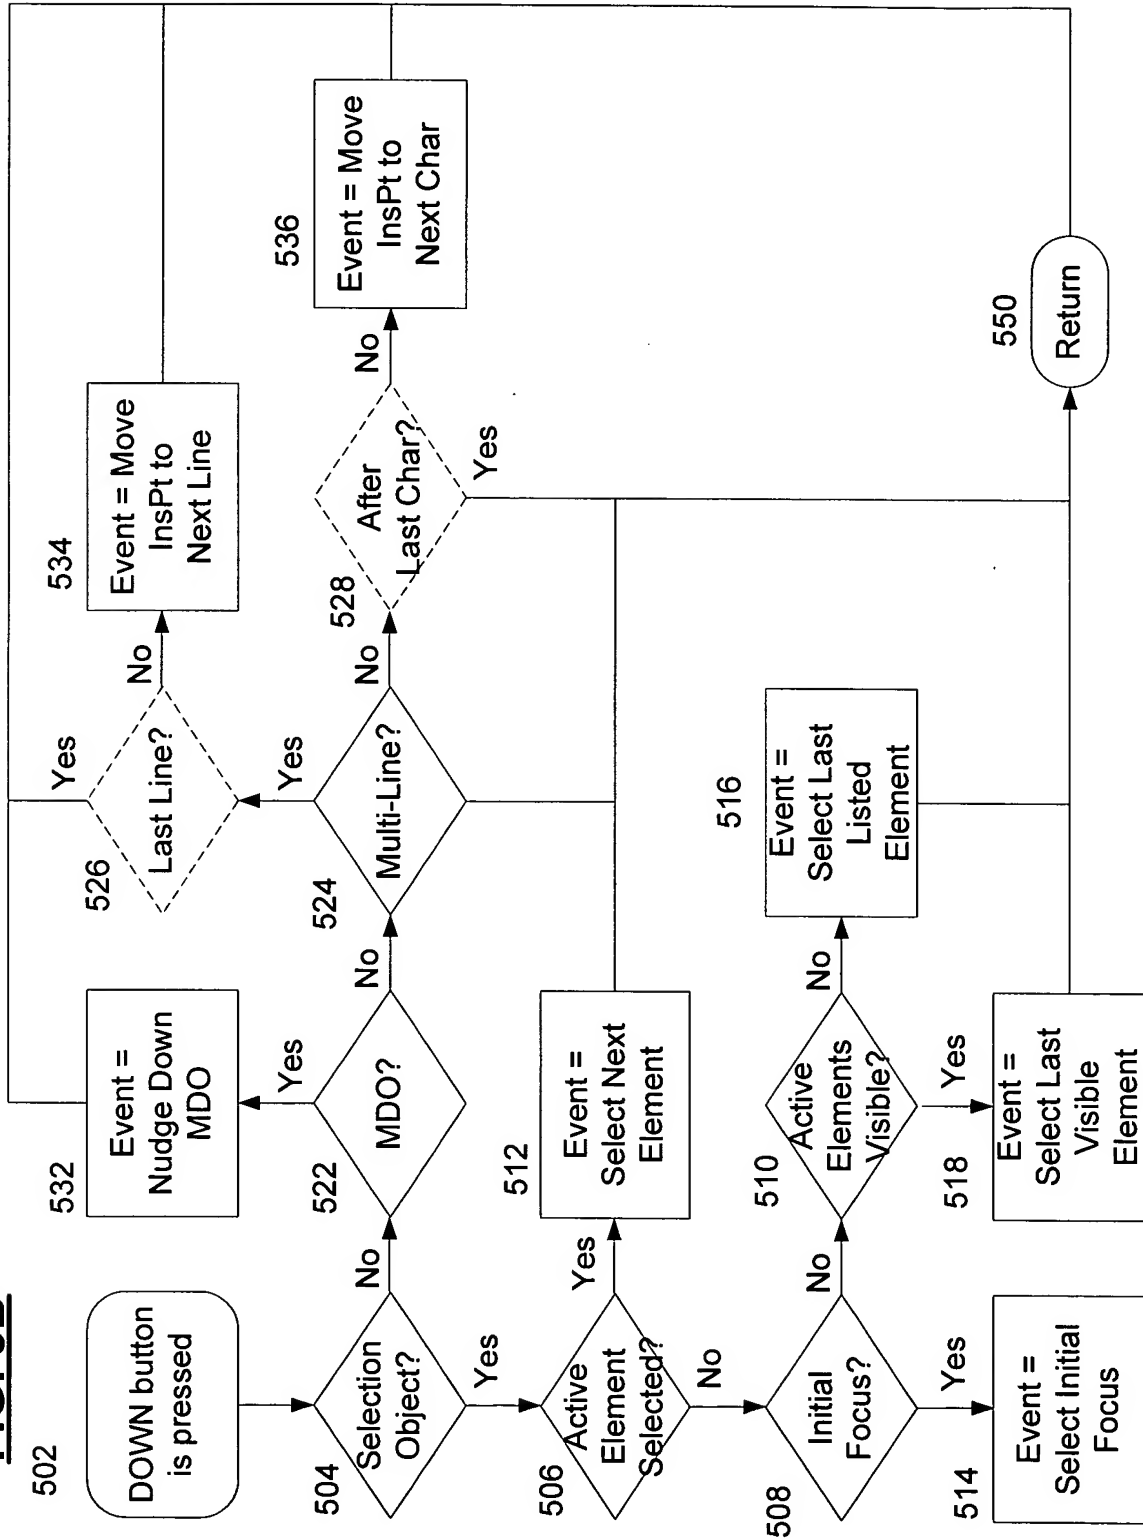 502
DOWN button
is pressed
504
Selection
Object?
No
Yes
506
Active
Element
Selected?
Yes
No
508
Initial
Focus?
No
Yes
514
Event =
Select Initial
Focus
532
Event =
Nudge Down
MDO
Yes
522
MDO?
No
512
Event =
Select Next
Element
510
Active
Elements
Visible?
No
Yes
518
Event =
Select Last
Visible
Element
526
Last Line?
Yes
No
Yes
524
Multi-Line?
No
516
Event =
Select Last
Listed
Element
534
Event = Move
InsPt to
Next Line
528
After
Last Char?
No
Yes
536
Event = Move
InsPt to
Next Char
550
Return